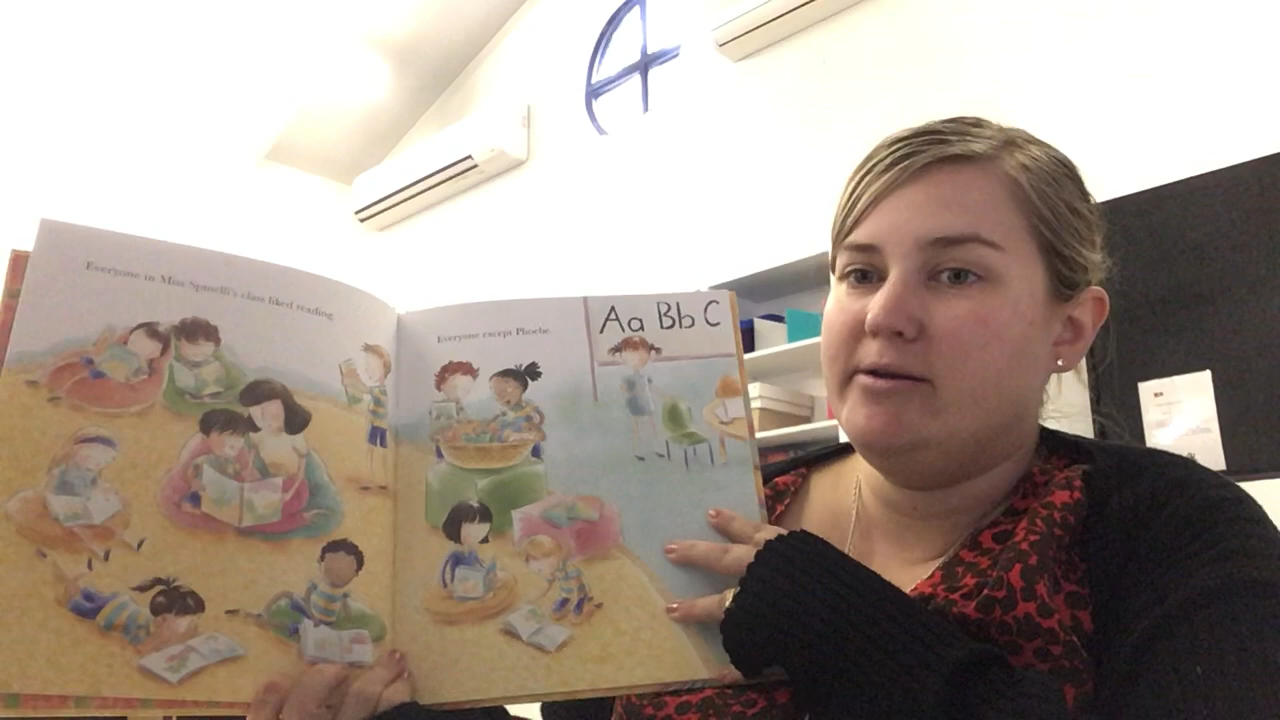 Everyone in Miss Spinelli's class liked reading.
Everyone except Phoebe.
Aa Bb C